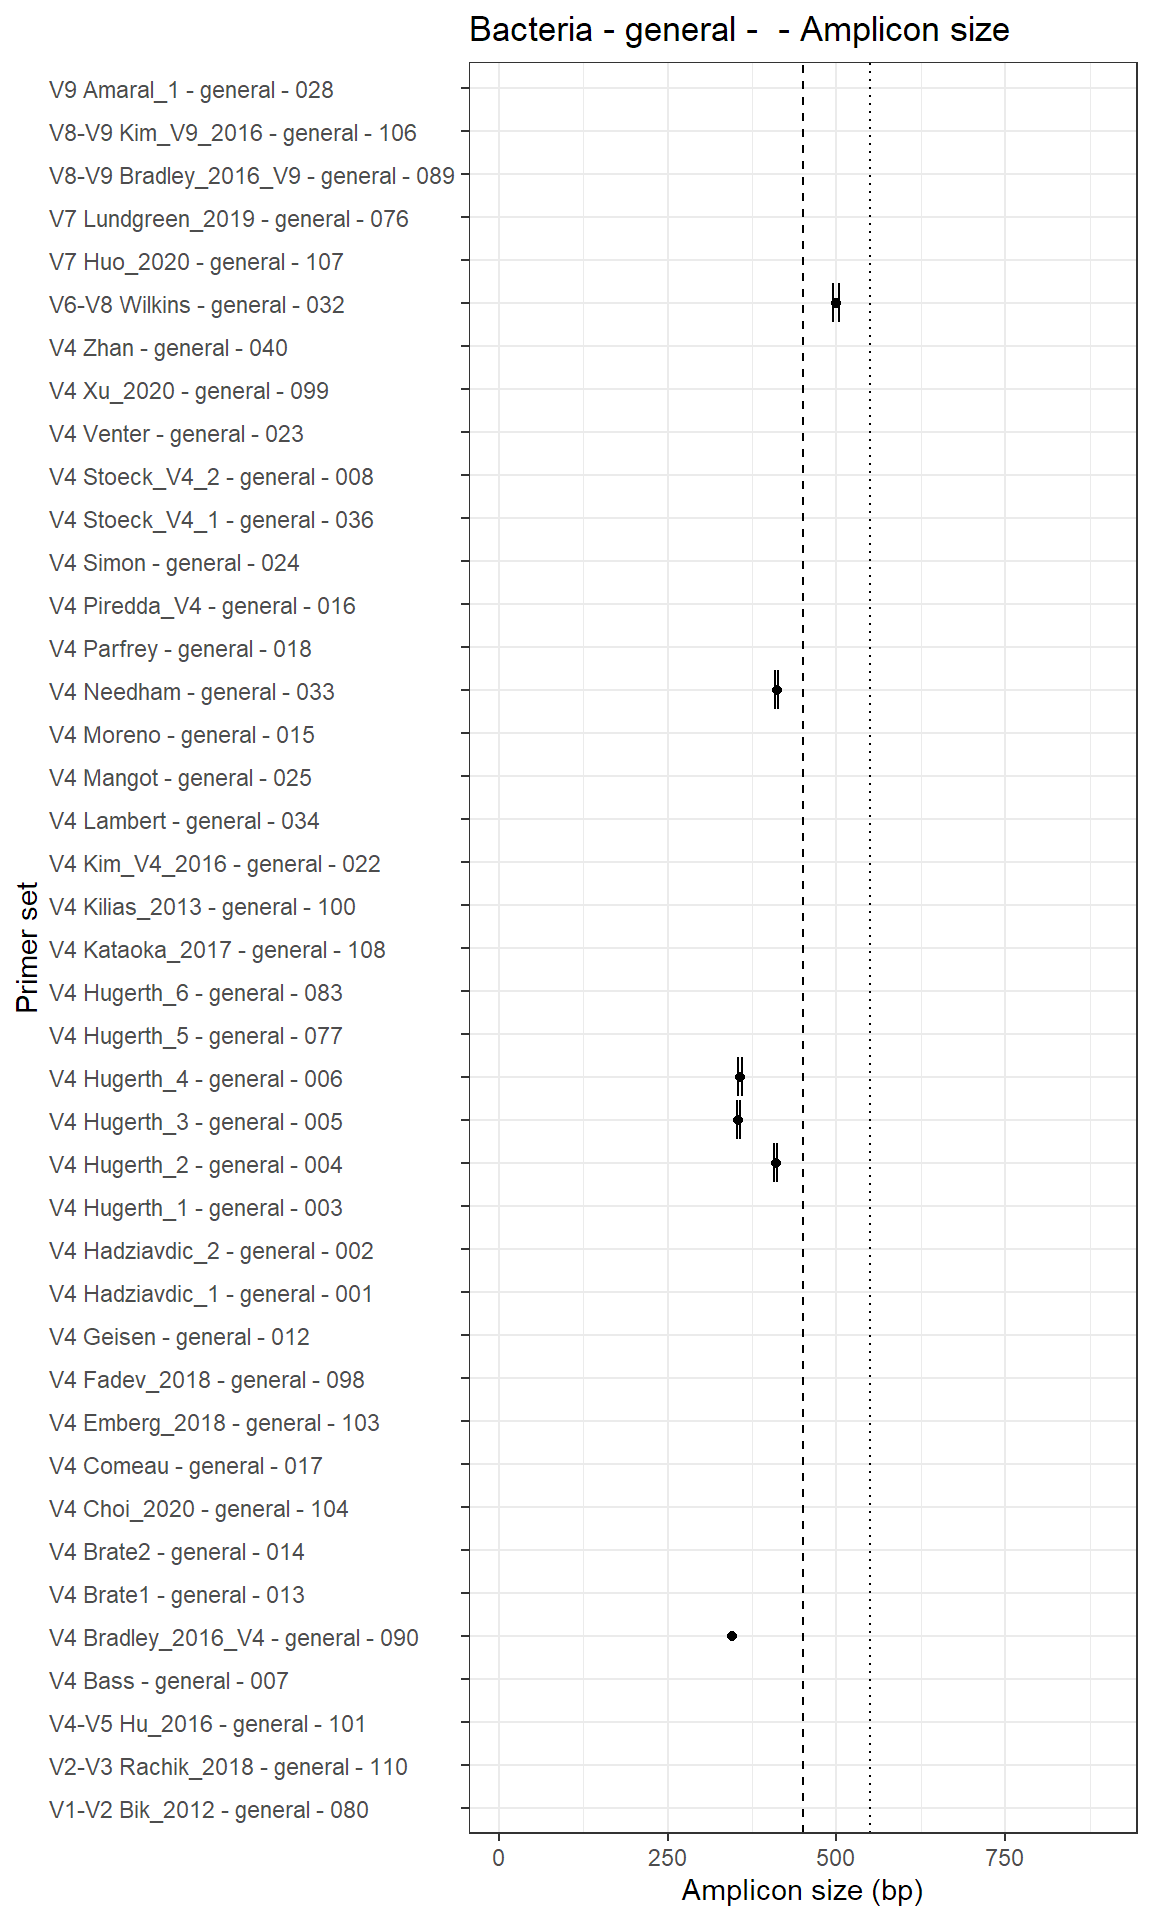 Bacteria - general -  - Amplicon size
V9 Amaral_1 - general - 028
V8-V9 Kim_V9_2016 - general - 106
V8-V9 Bradley_2016_V9 - general - 089
V7 Lundgreen_2019 - general - 076
V7 Huo_2020 - general - 107
V6-V8 Wilkins - general - 032
V4 Zhan - general - 040
V4 Xu_2020 - general - 099
V4 Venter - general - 023
V4 Stoeck_V4_2 - general - 008
V4 Stoeck_V4_1 - general - 036
V4 Simon - general - 024
V4 Piredda_V4 - general - 016
V4 Parfrey - general - 018
V4 Needham - general - 033
V4 Moreno - general - 015
V4 Mangot - general - 025
V4 Lambert - general - 034
V4 Kim_V4_2016 - general - 022
V4 Kilias_2013 - general - 100
V4 Kataoka_2017 - general - 108
V4 Hugerth_6 - general - 083
V4 Hugerth_5 - general - 077
V4 Hugerth_4 - general - 006
V4 Hugerth_3 - general - 005
V4 Hugerth_2 - general - 004
V4 Hugerth_1 - general - 003
V4 Hadziavdic_2 - general - 002
V4 Hadziavdic_1 - general - 001
V4 Geisen - general - 012
V4 Fadev_2018 - general - 098
V4 Emberg_2018 - general - 103
V4 Comeau - general - 017
V4 Choi_2020 - general - 104
V4 Brate2 - general - 014
V4 Brate1 - general - 013
V4 Bradley_2016_V4 - general - 090
V4 Bass - general - 007
V4-V5 Hu_2016 - general - 101
V2-V3 Rachik_2018 - general - 110
V1-V2 Bik_2012 - general - 080
Primer set
0 250 500 750
Amplicon size (bp)